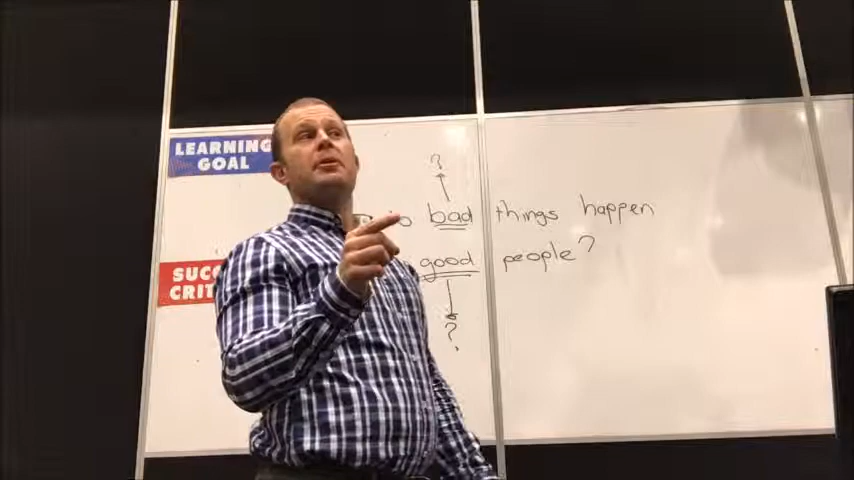 LEARNING
GOAL
?
bad things happen
SUCC
CRIT
good people?
?